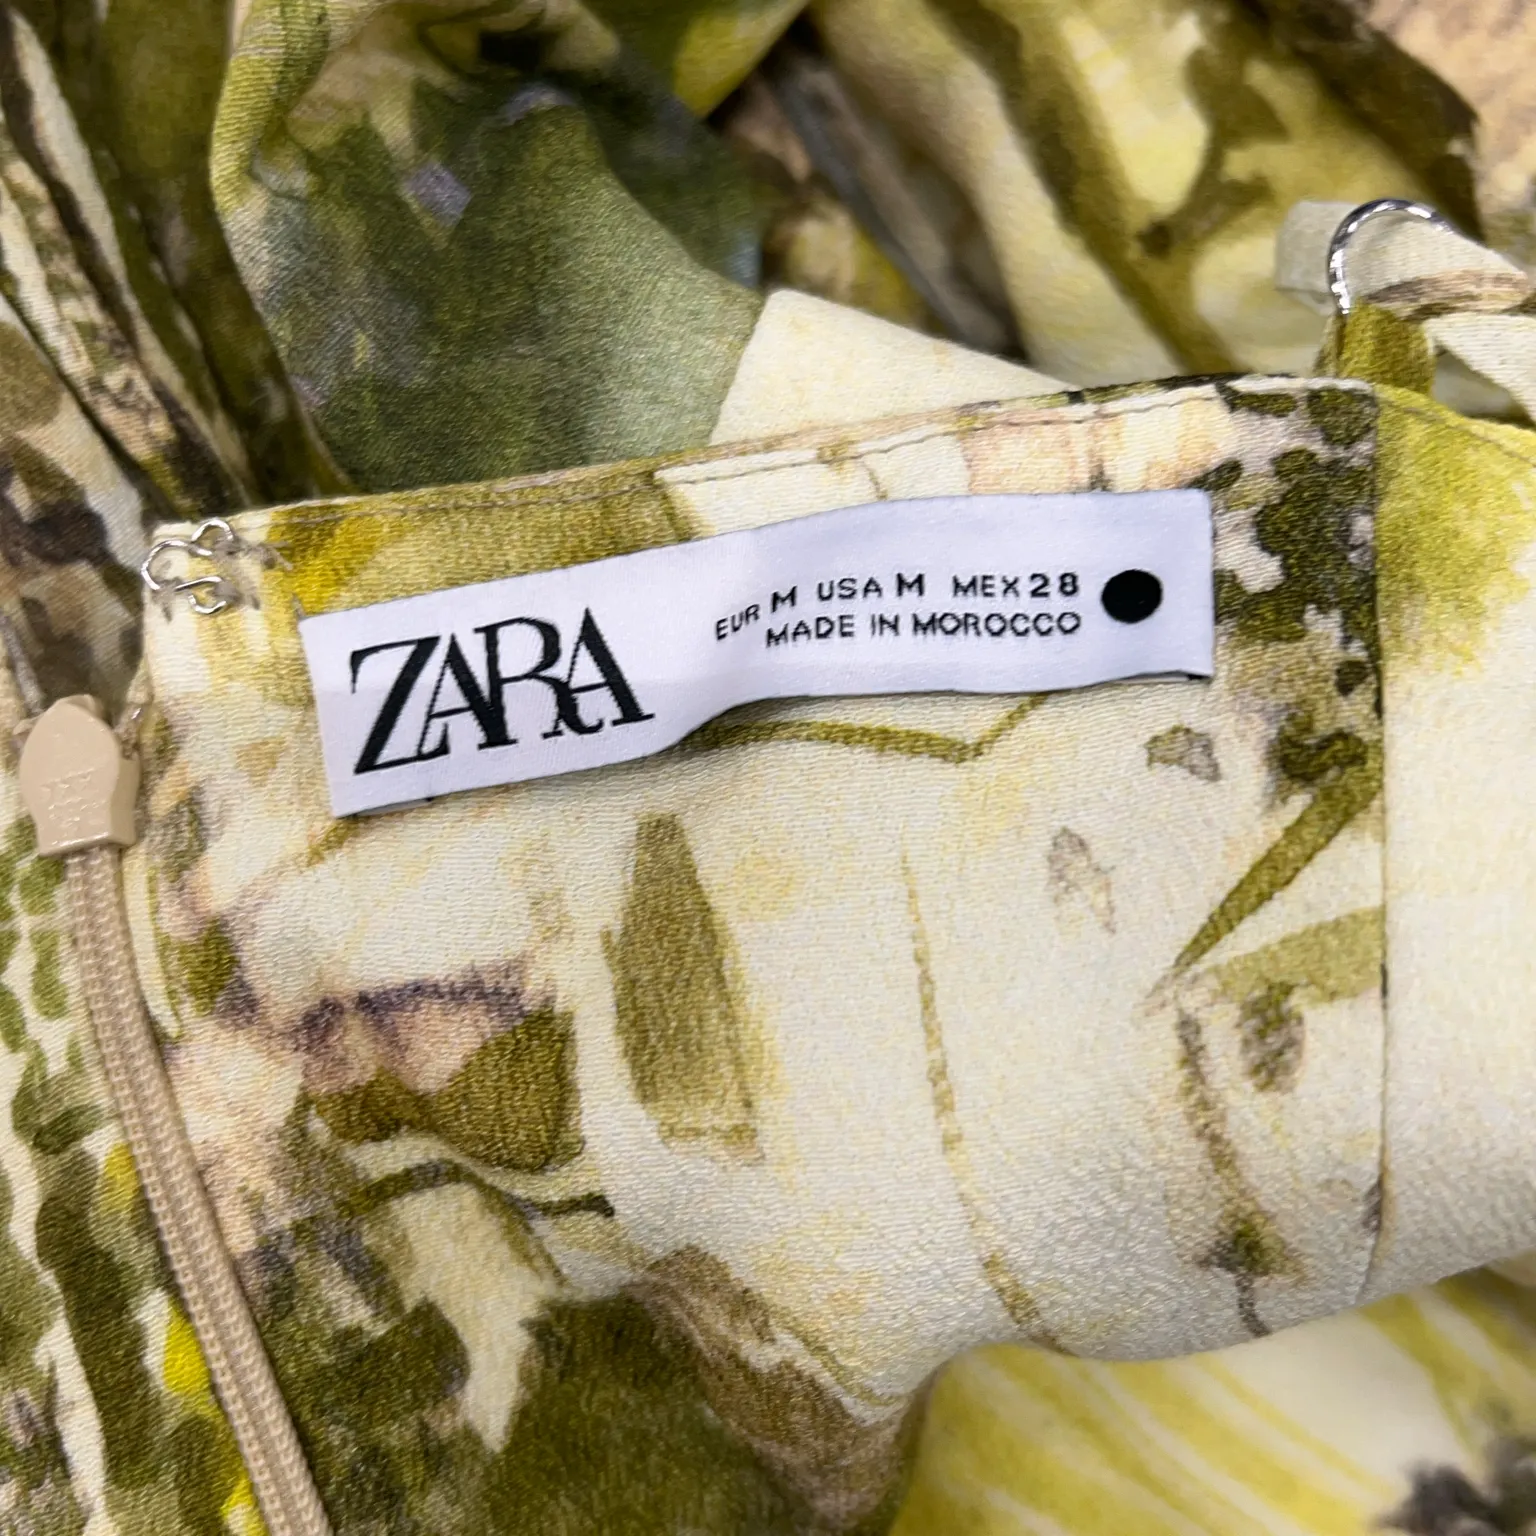 ZARA
EUR M USA M MEX 28
MADE IN MOROCCO